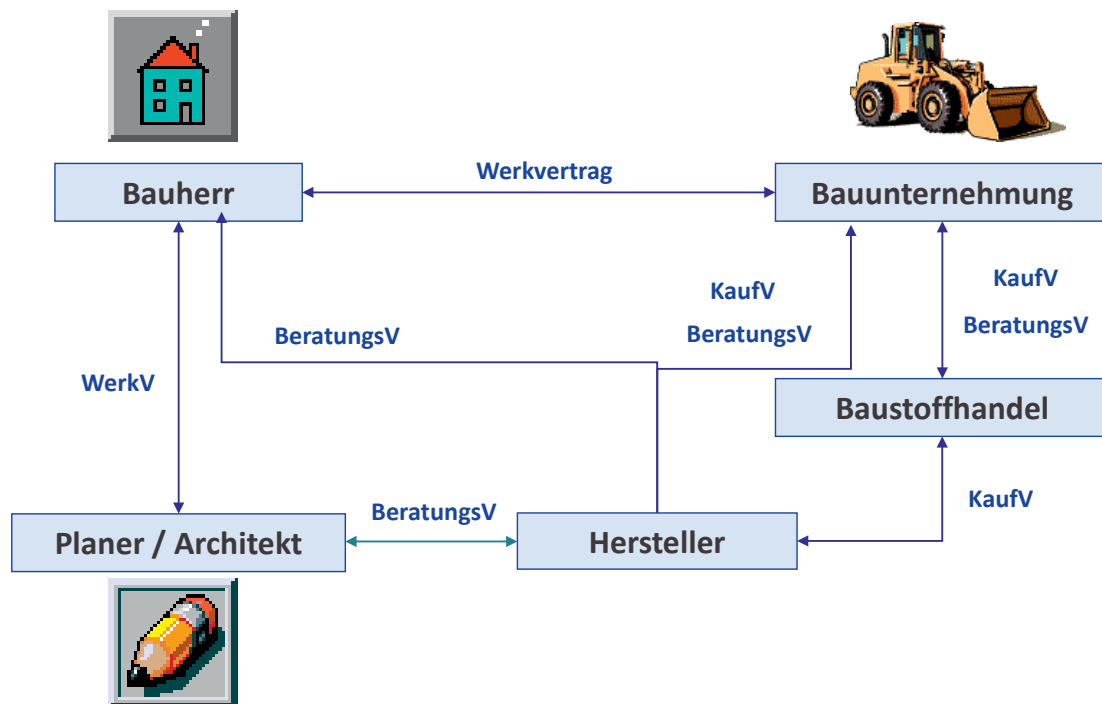 Werkvertrag
Bauherr
Bauunternehmung
KaufV
BeratungsV
KaufV
BeratungsV
BeratungsV
WerkV
Baustoffhandel
KaufV
BeratungsV
Planer / Architekt
Hersteller